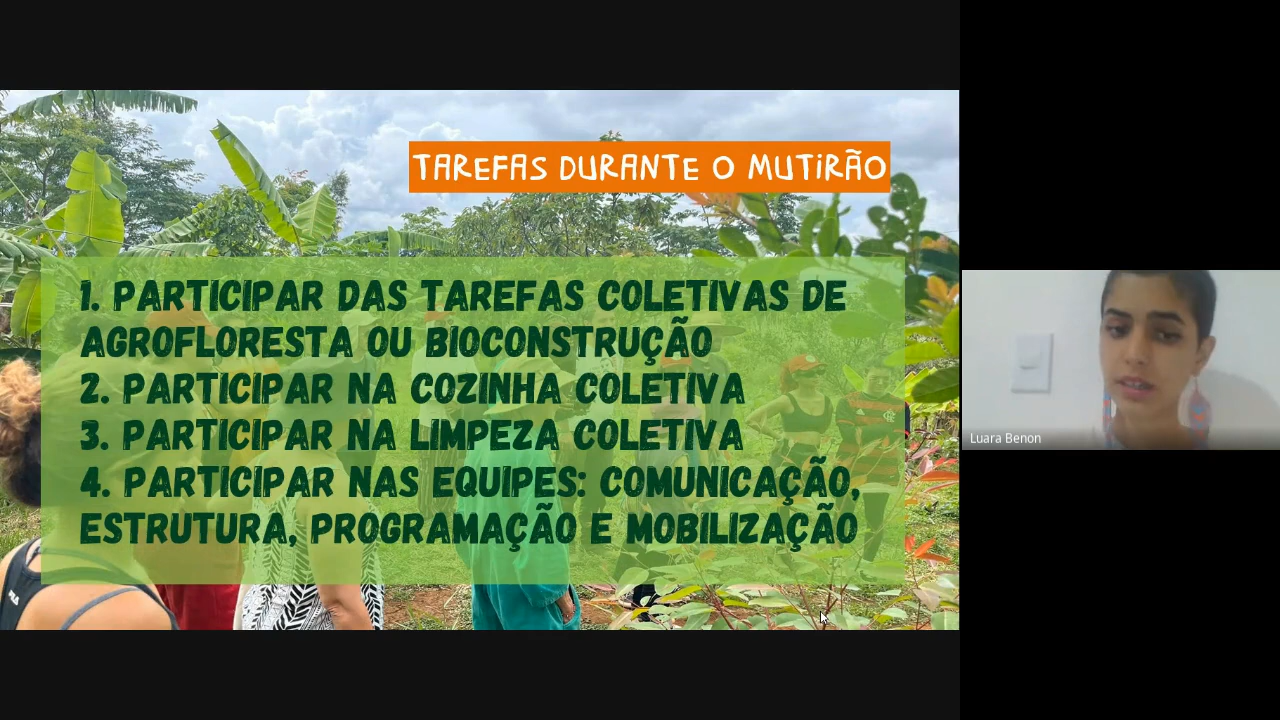 TAREFAS DURANTE O MUTIRÃO
1. PARTICIPAR DAS TAREFAS COLETIVAS DE
AGROFLORESTA OU BIOCONSTRUÇÃO
2. PARTICIPAR NA COZINHA COLETIVA
3. PARTICIPAR NA LIMPEZA COLETIVA
4. PARTICIPAR NAS EQUIPES: COMUNICAÇÃO,
ESTRUTURA, PROGRAMAÇÃO E MOBILIZAÇÃO
Luara Benon
FILA